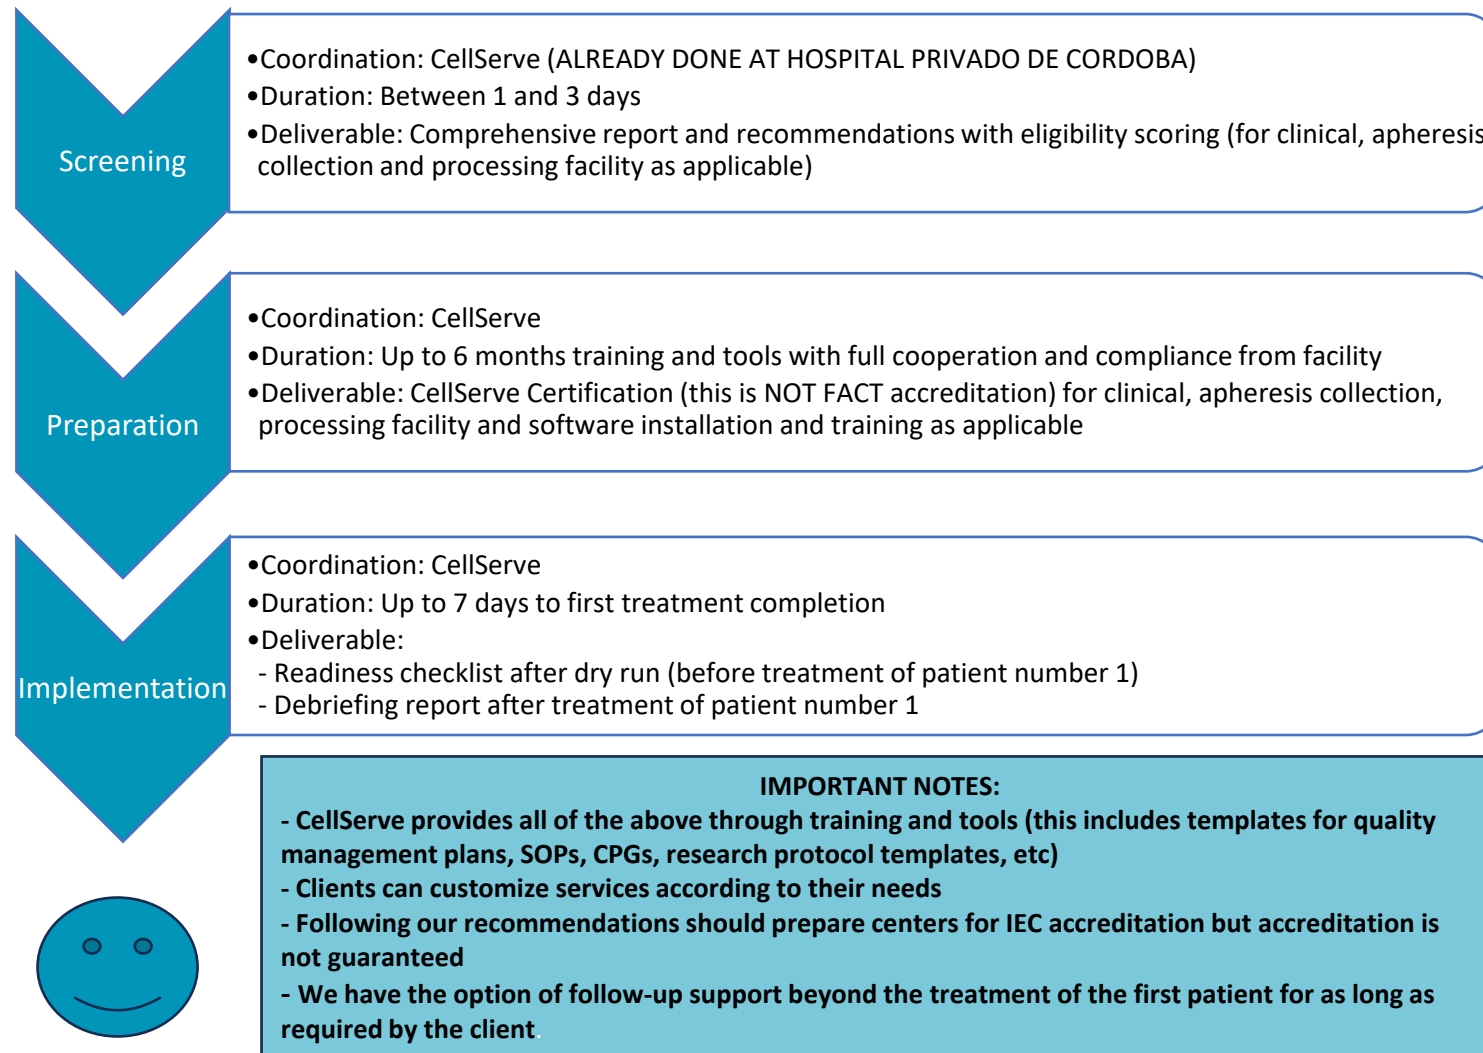 Screening
•Coordination: CellServe (ALREADY DONE AT HOSPITAL PRIVADO DE CORDOBA)
•Duration: Between 1 and 3 days
•Deliverable: Comprehensive report and recommendations with eligibility scoring (for clinical, apheresis
collection and processing facility as applicable)
Preparation
•Coordination: CellServe
•Duration: Up to 6 months training and tools with full cooperation and compliance from facility
•Deliverable: CellServe Certification (this is NOT FACT accreditation) for clinical, apheresis collection,
processing facility and software installation and training as applicable
Implementation
•Coordination: CellServe
•Duration: Up to 7 days to first treatment completion
•Deliverable:
- Readiness checklist after dry run (before treatment of patient number 1)
- Debriefing report after treatment of patient number 1
IMPORTANT NOTES:
- CellServe provides all of the above through training and tools (this includes templates for quality
management plans, SOPs, CPGs, research protocol templates, etc)
- Clients can customize services according to their needs
- Following our recommendations should prepare centers for IEC accreditation but accreditation is
not guaranteed
- We have the option of follow-up support beyond the treatment of the first patient for as long as
required by the client.